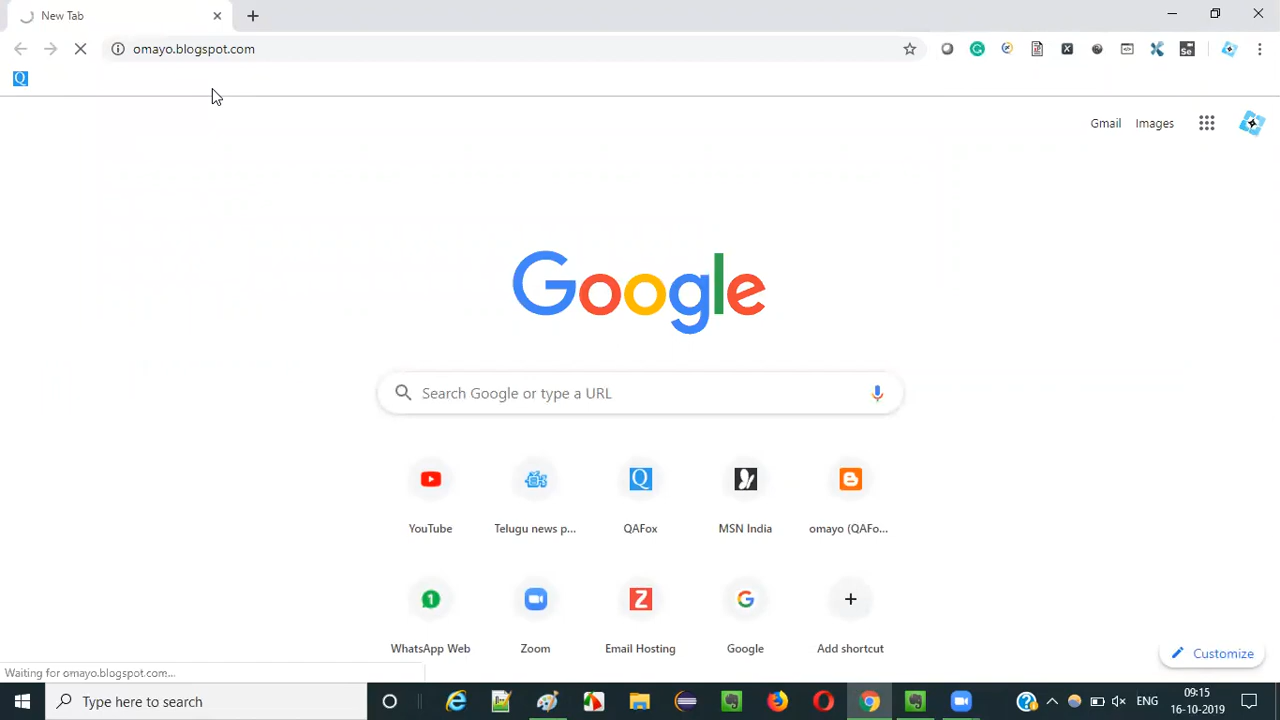 New Tab
omayo.blogspot.com
Se
Q
Gmail Images
Google
Search Google or type a URL
Q
YouTube Telugu news p... QAFox MSN India omayo (QAFo...
1 Z G
WhatsApp Web Zoom Email Hosting Google Add shortcut
Customize
Waiting for omayo.blogspot.com...
Type here to search
ENG
09:15
16-10-2019